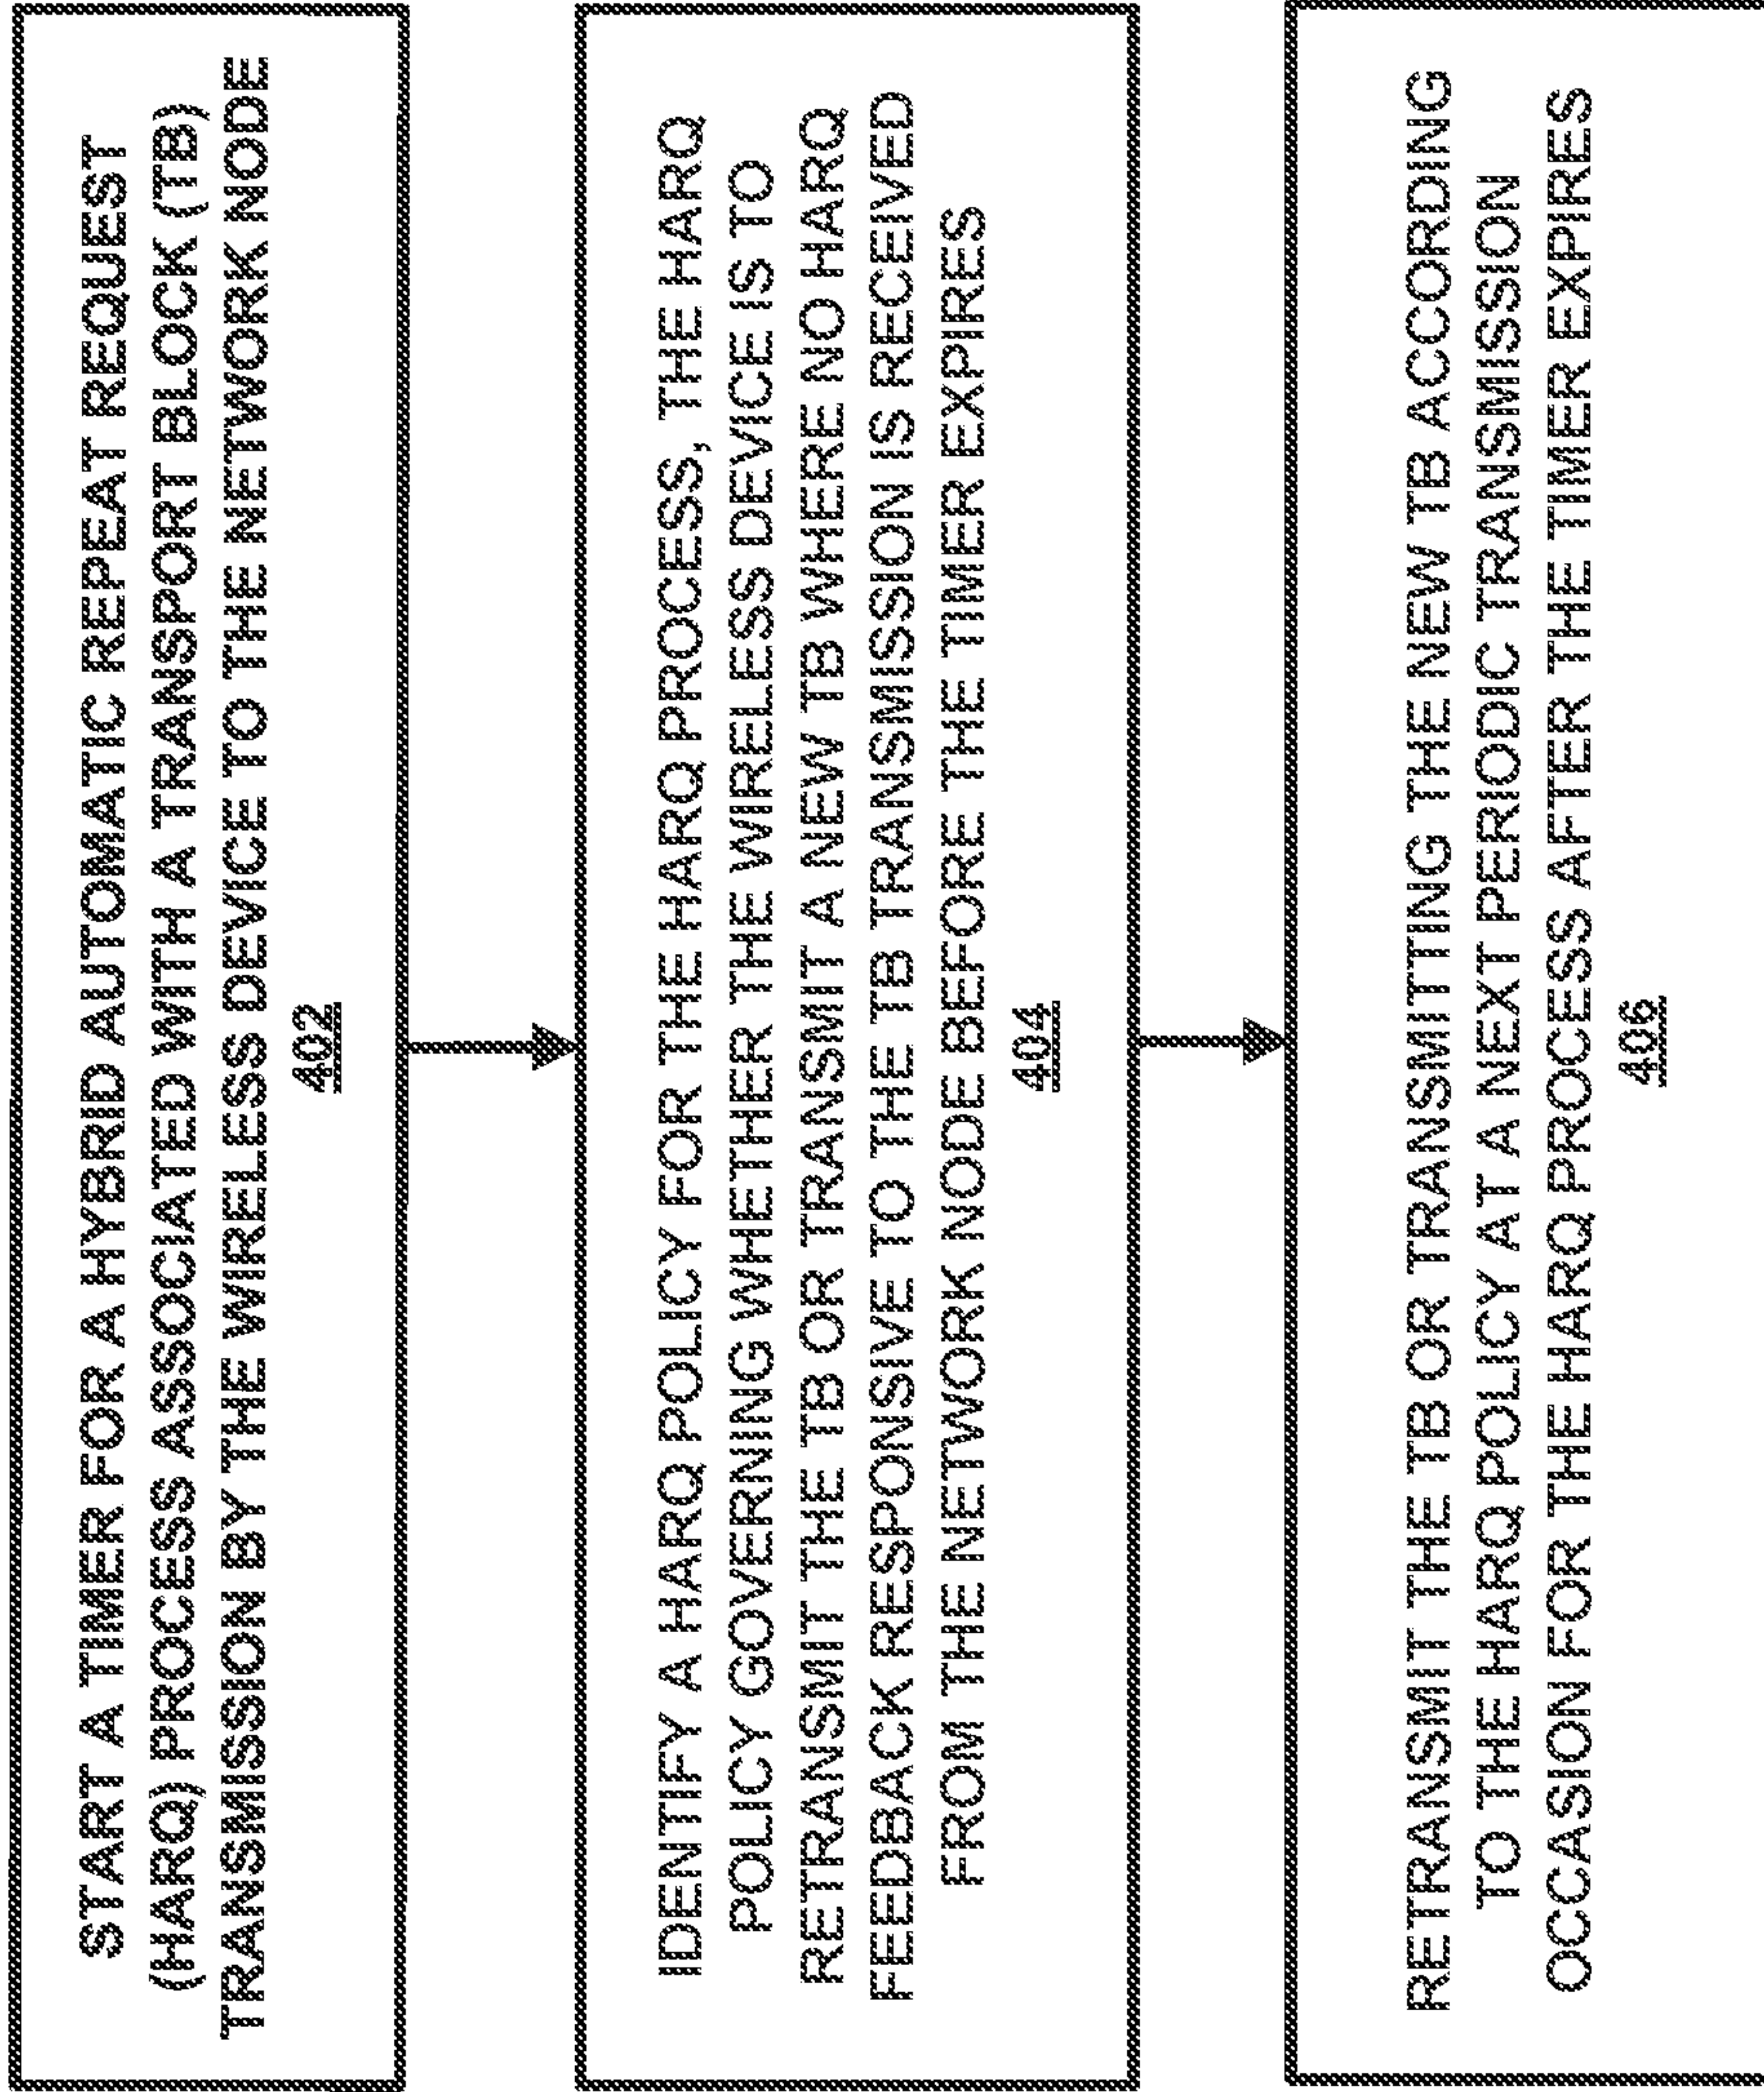 START A TIMER FOR A HYBRID AUTOMATIC REPEAT REQUEST
(HARQ) PROCESS ASSOCIATED WITH A TRANSPORT BLOCK (TB)
TRANSMISSION BY THE WIRELESS DEVICE TO THE NETWORK NODE
402
IDENTIFY A HARQ POLICY FOR THE HARQ PROCESS, THE HARQ
POLICY GOVERNING WHETHER THE WIRELESS DEVICE IS TO
RETRANSMIT THE TB OR TRANSMIT A NEW TB WHERE NO HARQ
FEEDBACK RESPONSIVE TO THE TB TRANSMISSION IS RECEIVED
FROM THE NETWORK NODE BEFORE THE TIMER EXPIRES
404
RETRANSMIT THE TB OR TRANSMITTING THE NEW TB ACCORDING
TO THE HARQ POLICY AT A NEXT PERIODIC TRANSMISSION
OCCASION FOR THE HARQ PROCESS AFTER THE TIMER EXPIRES
406